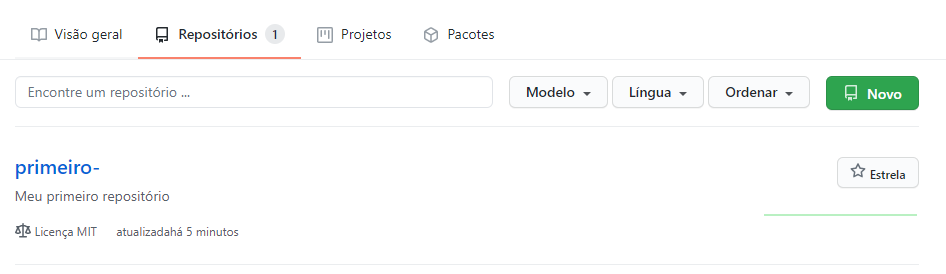 Visão geral Repositórios 1 Projetos Pacotes
Encontre um repositório ... Modelo Língua Ordenar Novo
primeiro- Estrela
Meu primeiro repositório
Licença MIT atualizadahá 5 minutos